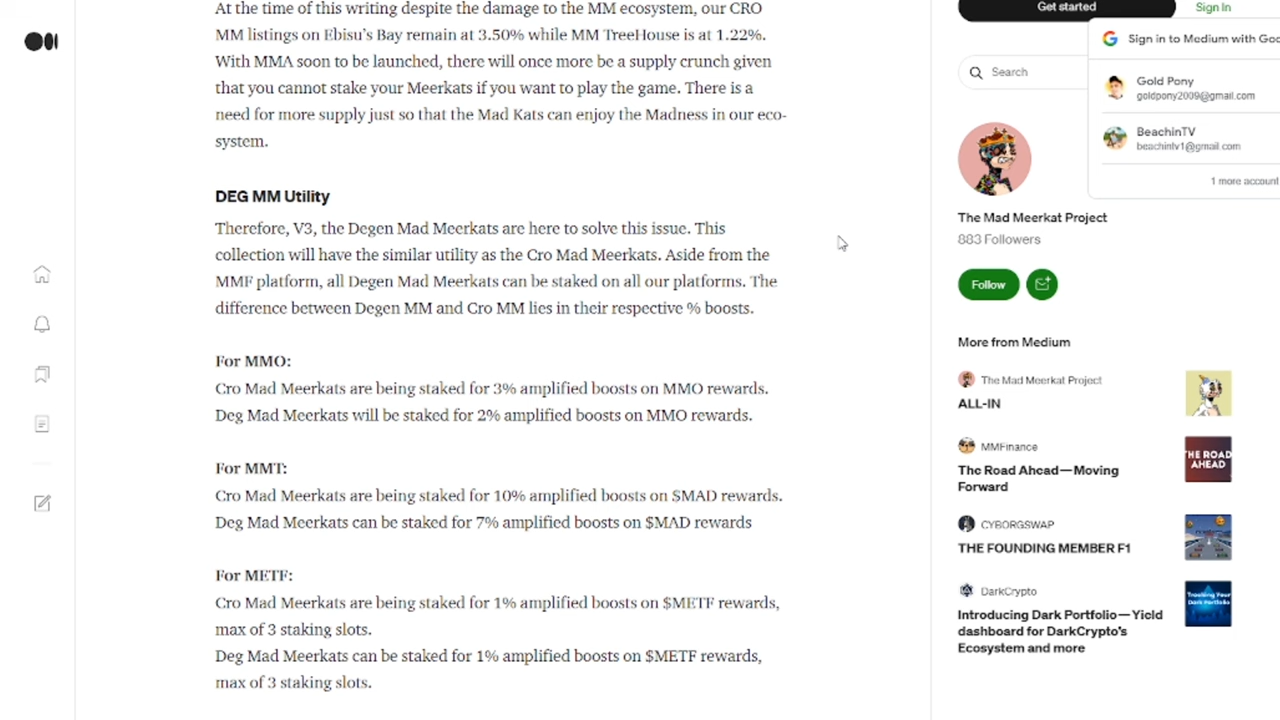 At the time of this writing despite the damage to the MM ecosystem, our CRO
MM listings on Ebisu's Bay remain at 3.50% while MM TreeHouse is at 1.22%.
With MMA soon to be launched, there will once more be a supply crunch given
that you cannot stake your Meerkats if you want to play the game. There is a
need for more supply just so that the Mad Kats can enjoy the Madness in our eco-
system.
DEG MM Utility
Therefore, V3, the Degen Mad Meerkats are here to solve this issue. This
collection will have the similar utility as the Cro Mad Meerkats. Aside from the
MMF platform, all Degen Mad Meerkats can be staked on all our platforms. The
difference between Degen MM and Cro MM lies in their respective % boosts.
For MMO:
Cro Mad Meerkats are being staked for 3% amplified boosts on MMO rewards.
Deg Mad Meerkats will be staked for 2% amplified boosts on MMO rewards.
For MMT:
Cro Mad Meerkats are being staked for 10% amplified boosts on $MAD rewards.
Deg Mad Meerkats can be staked for 7% amplified boosts on $MAD rewards
For METF:
Cro Mad Meerkats are being staked for 1% amplified boosts on $METF rewards,
max of 3 staking slots.
Deg Mad Meerkats can be staked for 1% amplified boosts on $METF rewards,
max of 3 staking slots.
Get started
Sign In
Sign in to Medium with Goo
Search
Gold Pony
goldpony2009@gmail.com
BeachinTV
beachintv1@gmail.com
1 more account
The Mad Meerkat Project
883 Followers
Follow
More from Medium
The Mad Meerkat Project
ALL-IN
MMFinance
The Road Ahead—Moving
Forward
THE ROAD
AHEAD
CYBORGSWAP
THE FOUNDING MEMBER F1
DarkCrypto
Introducing Dark Portfolio—Yield
dashboard for DarkCrypto's
Ecosystem and more
Tracking Your
Dark Portfolio